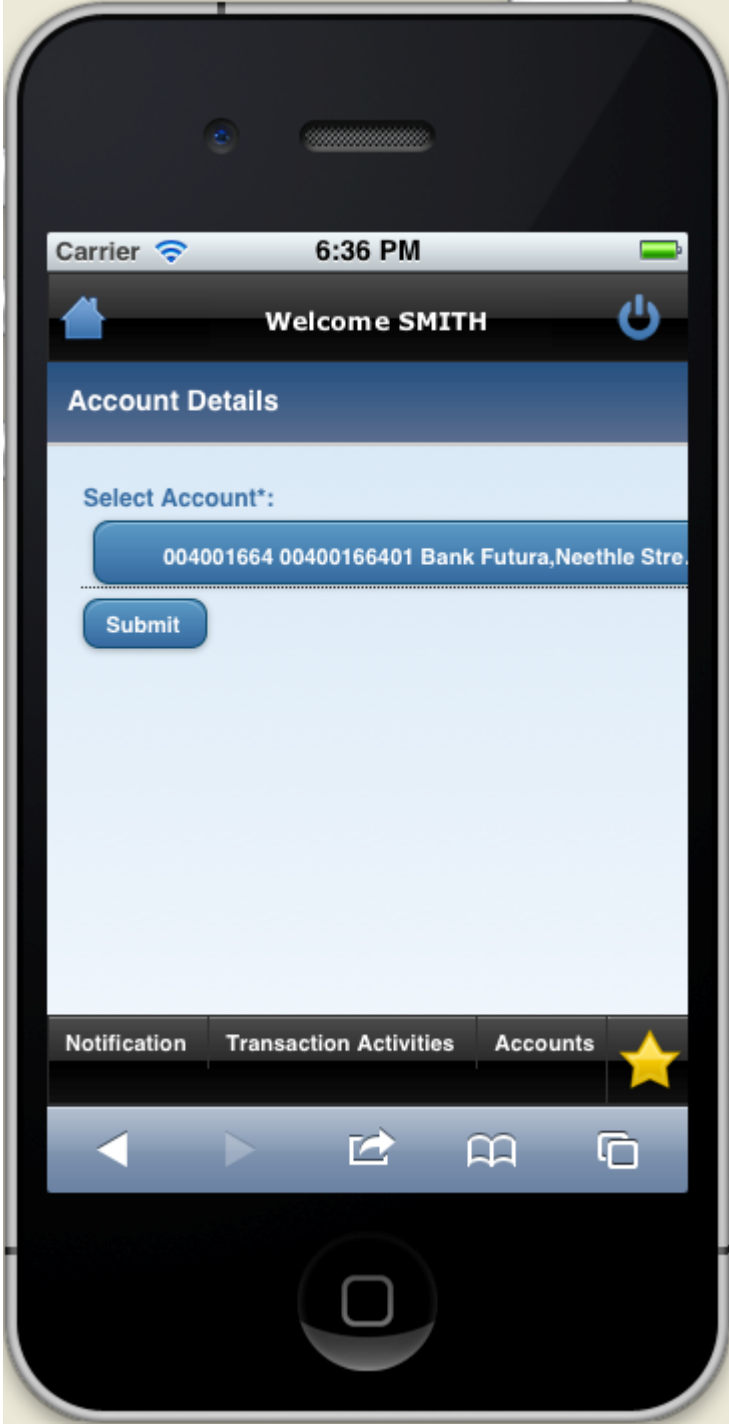 Carrier 6:36 PM
Welcome SMITH
Account Details
Select Account*:
004001664 00400166401 Bank Futura,Neethle Stre.
Submit
Notification Transaction Activities Accounts